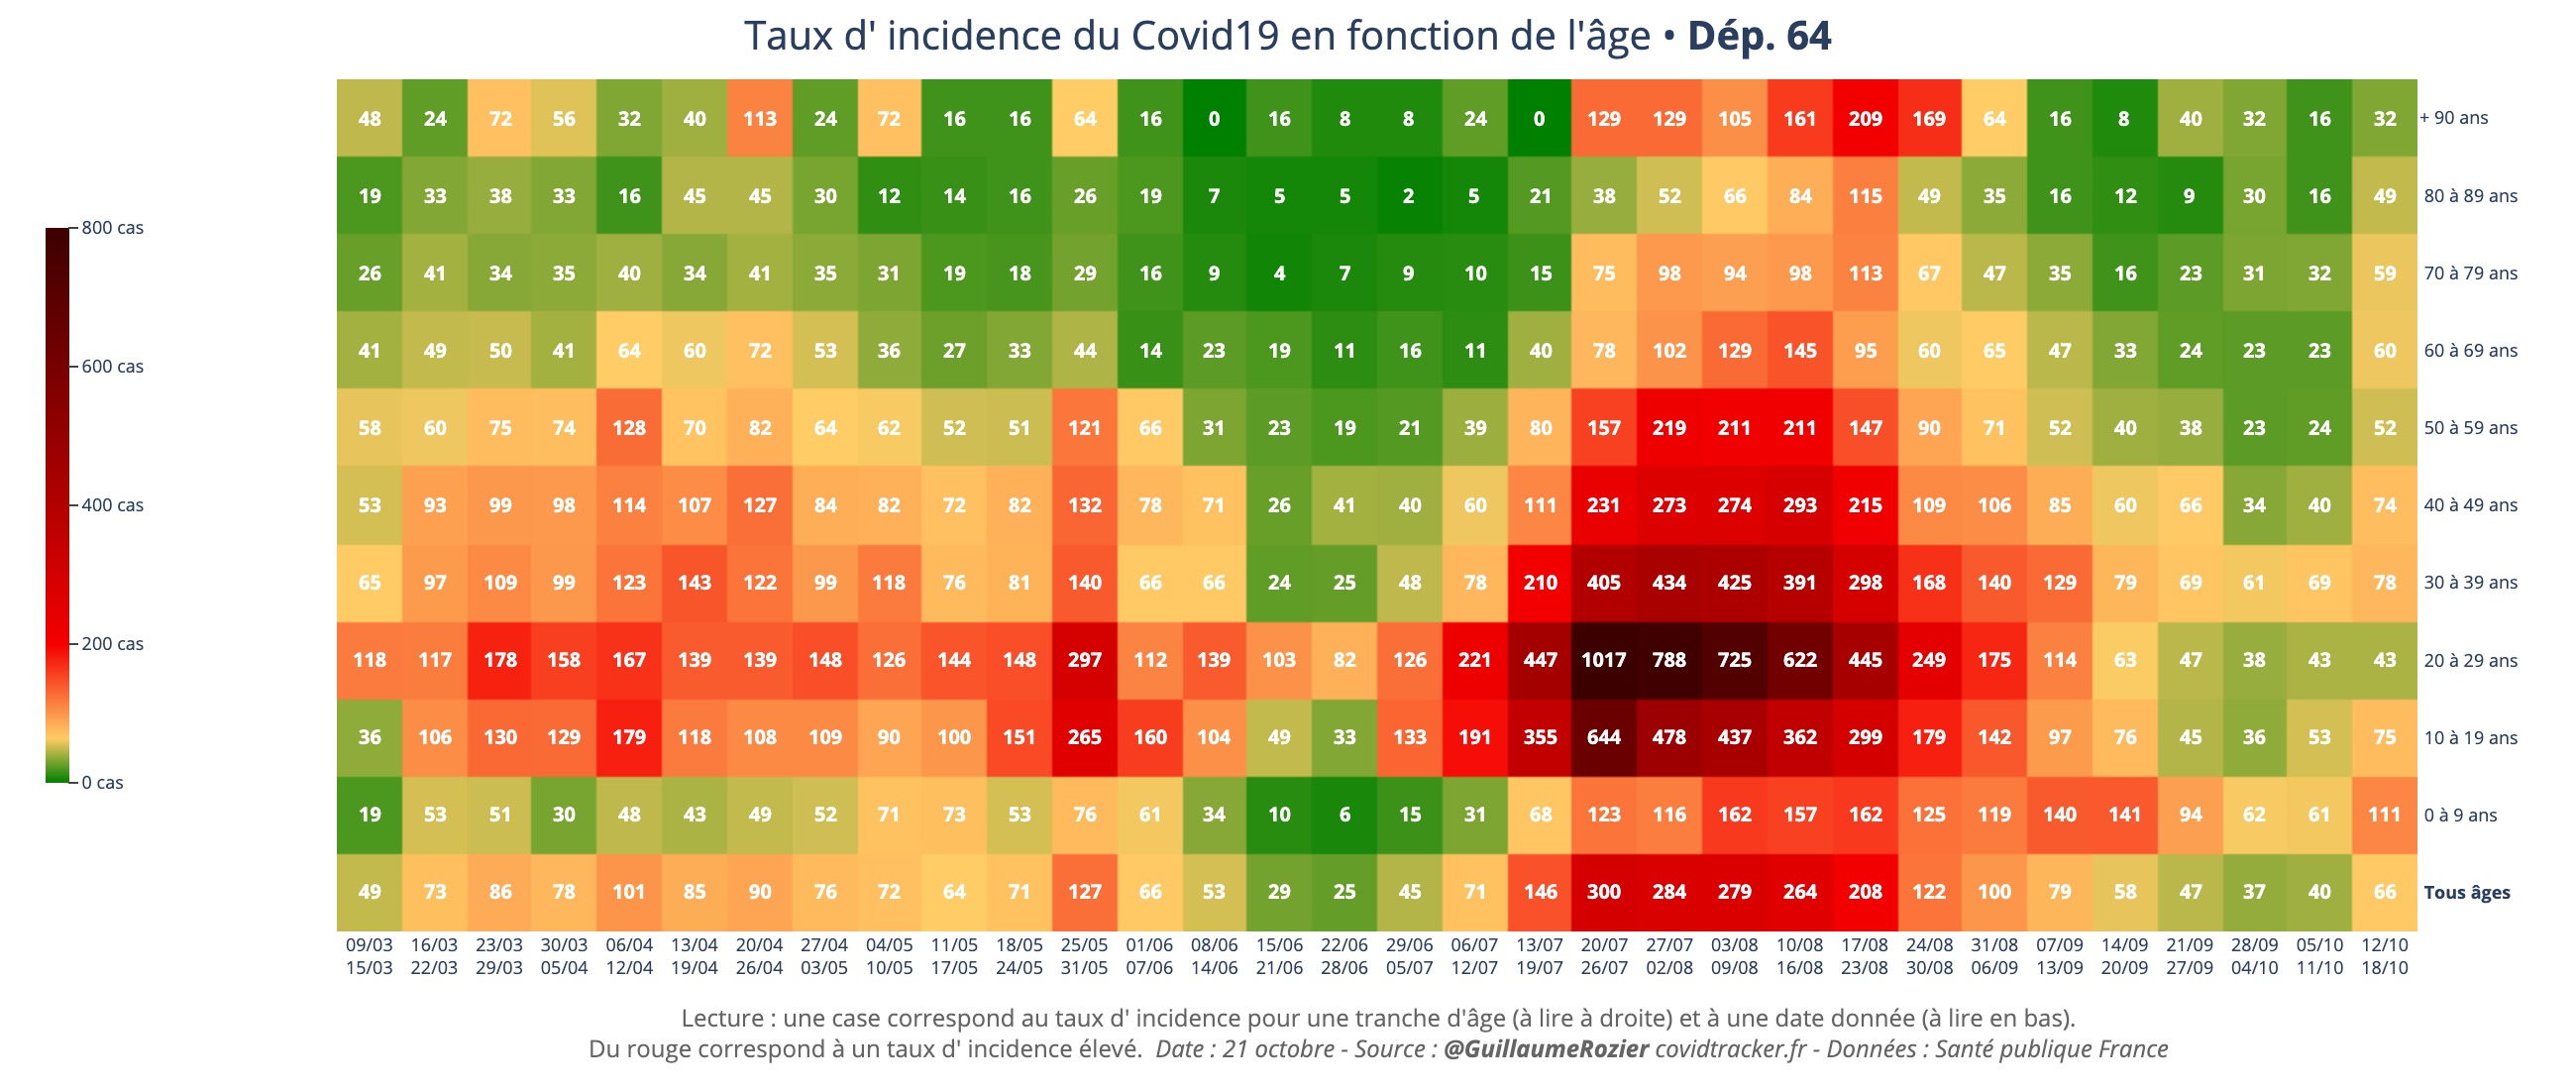 Taux d' incidence du Covid19 en fonction de l'âge • Dép. 64
800 cas
600 cas
400 cas
200 cas
0 cas
48 24 72 56 32 40 113 24 72 16 16 64 16 0 16 8 8 24 0 129 129 105 161 209 169 64 16 8 40 32 16 32 + 90 ans
19 33 38 33 16 45 45 30 12 14 16 26 19 7 5 5 2 5 21 38 52 66 84 115 49 35 16 12 9 30 16 49 80 à 89 ans
26 41 34 35 40 34 41 35 31 19 18 29 16 9 4 7 9 10 15 75 98 94 98 113 67 47 35 16 23 31 32 59 70 à 79 ans
41 49 50 41 64 60 72 53 36 27 33 44 14 23 19 11 16 11 40 78 102 129 145 95 60 65 47 33 24 23 23 60 60 à 69 ans
58 60 75 74 128 70 82 64 62 52 51 121 66 31 23 19 21 39 80 157 219 211 211 147 90 71 52 40 38 23 24 52 50 à 59 ans
53 93 99 98 114 107 127 84 82 72 82 132 78 71 26 41 40 60 111 231 273 274 293 215 109 106 85 60 66 34 40 74 40 à 49 ans
65 97 109 99 123 143 122 99 118 76 81 140 66 66 24 25 48 78 210 405 434 425 391 298 168 140 129 79 69 61 69 78 30 à 39 ans
118 117 178 158 167 139 139 148 126 144 148 297 112 139 103 82 126 221 447 1017 788 725 622 445 249 175 114 63 47 38 43 43 20 à 29 ans
36 106 130 129 179 118 108 109 90 100 151 265 160 104 49 33 133 191 355 644 478 437 362 299 179 142 97 76 45 36 53 75 10 à 19 ans
19 53 51 30 48 43 49 52 71 73 53 76 61 34 10 6 15 31 68 123 116 162 157 162 125 119 140 141 94 62 61 111 0 à 9 ans
49 73 86 78 101 85 90 76 72 64 71 127 66 53 29 25 45 71 146 300 284 279 264 208 122 100 79 58 47 37 40 66 Tous âges
09/03 16/03 23/03 30/03 06/04 13/04 20/04 27/04 04/05 11/05 18/05 25/05 01/06 08/06 15/06 22/06 29/06 06/07 13/07 20/07 27/07 03/08 10/08 17/08 24/08 31/08 07/09 14/09 21/09 28/09 05/10 12/10
15/03 22/03 29/03 05/04 12/04 19/04 26/04 03/05 10/05 17/05 24/05 31/05 07/06 14/06 21/06 28/06 05/07 12/07 19/07 26/07 02/08 09/08 16/08 23/08 30/08 06/09 13/09 20/09 27/09 04/10 11/10 18/10
Lecture : une case correspond au taux d' incidence pour une tranche d'âge (à lire à droite) et à une date donnée (à lire en bas).
Du rouge correspond à un taux d' incidence élevé. Date : 21 octobre - Source : @GuillaumeRozier covidtracker.fr - Données : Santé publique France